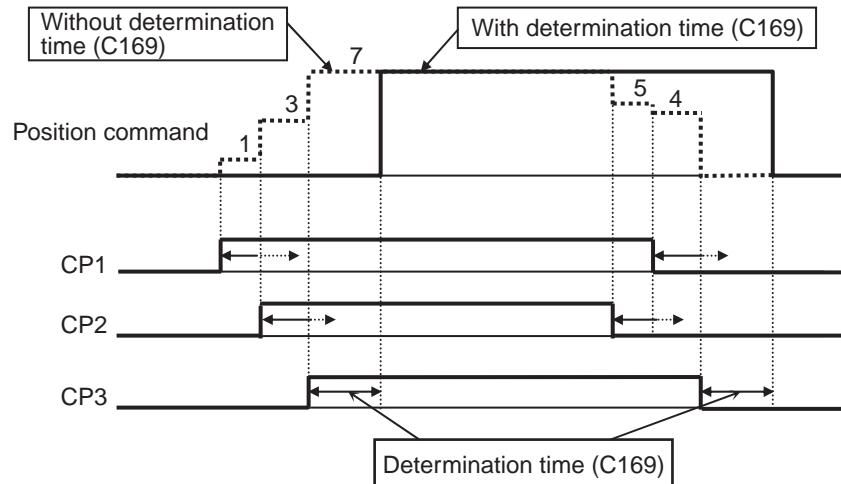 Without determination
time (C169)
With determination time (C169)
7
5
3
4
Position command
1
CP1
CP2
CP3
Determination time (C169)